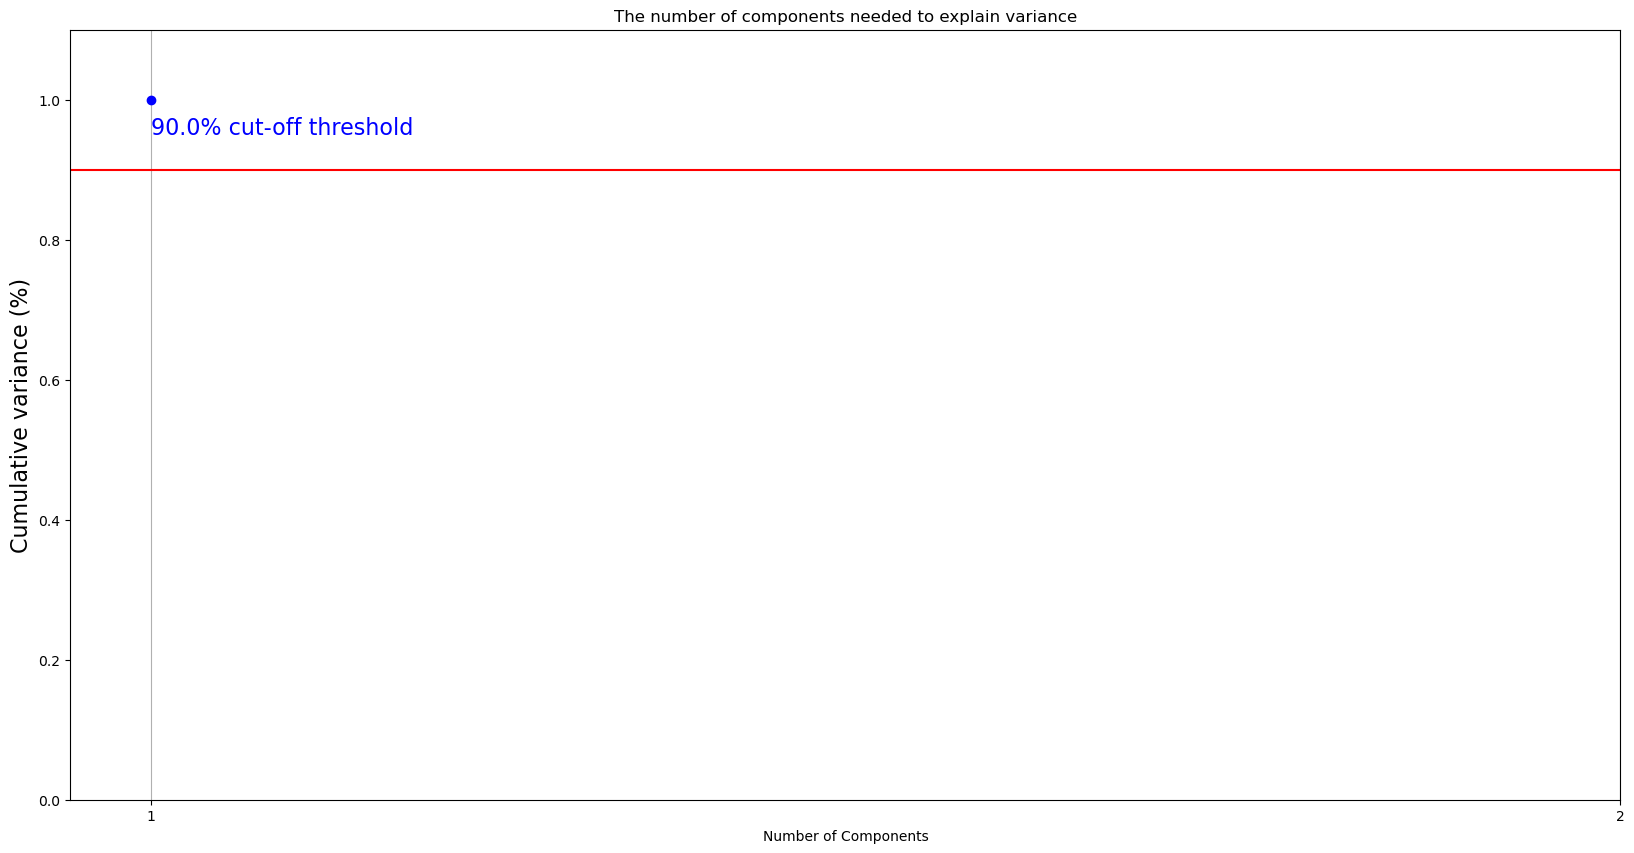 The number of components needed to explain variance
1.0
90.0% cut-off threshold
0.8
0.6
0.4
0.2
0.0
Cumulative variance (%)
1
2
Number of Components